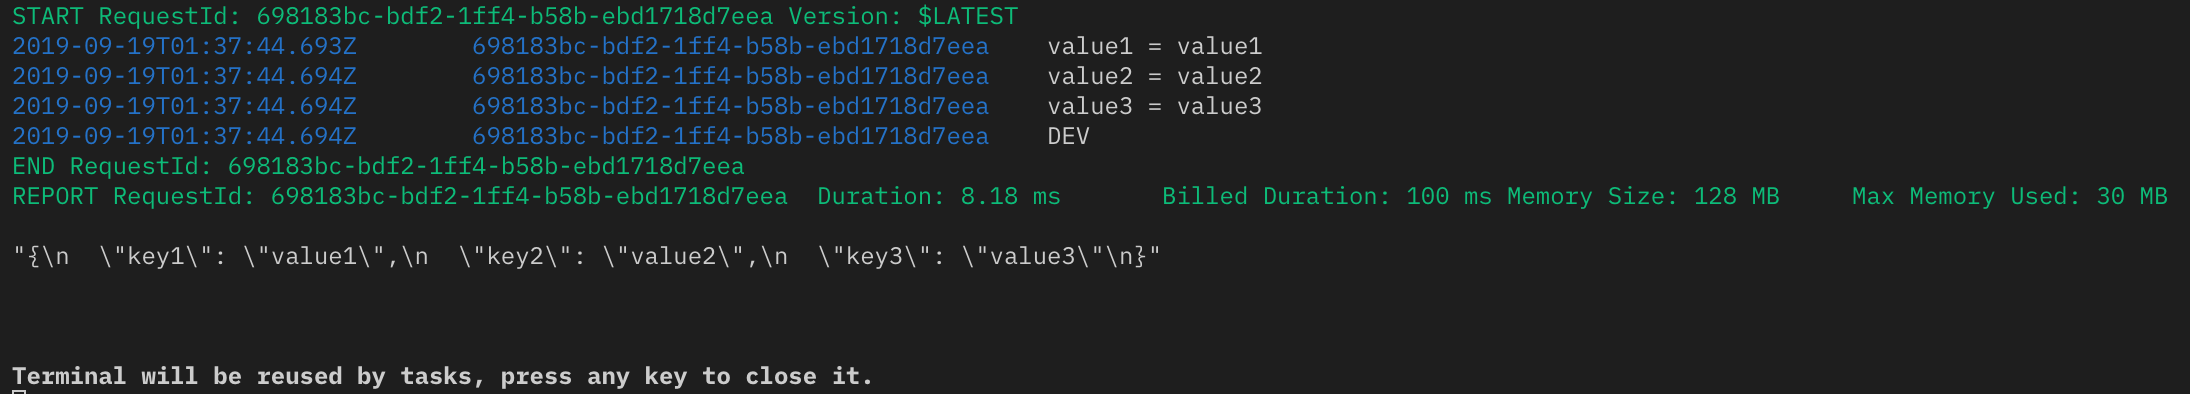 START RequestId: 698183bc-bdf2-1ff4-b58b-ebd1718d7eea Version: $LATEST
2019-09-19T01:37:44.693Z        698183bc-bdf2-1ff4-b58b-ebd1718d7eea    value1 = value1
2019-09-19T01:37:44.694Z        698183bc-bdf2-1ff4-b58b-ebd1718d7eea    value2 = value2
2019-09-19T01:37:44.694Z        698183bc-bdf2-1ff4-b58b-ebd1718d7eea    value3 = value3
2019-09-19T01:37:44.694Z        698183bc-bdf2-1ff4-b58b-ebd1718d7eea    DEV
END RequestId: 698183bc-bdf2-1ff4-b58b-ebd1718d7eea
REPORT RequestId: 698183bc-bdf2-1ff4-b58b-ebd1718d7eea  Duration: 8.18 ms       Billed Duration: 100 ms Memory Size: 128 MB     Max Memory Used: 30 MB
"{\n  \"key1\": \"value1\",\n  \"key2\": \"value2\",\n  \"key3\": \"value3\"\n}"
Terminal will be reused by tasks, press any key to close it.